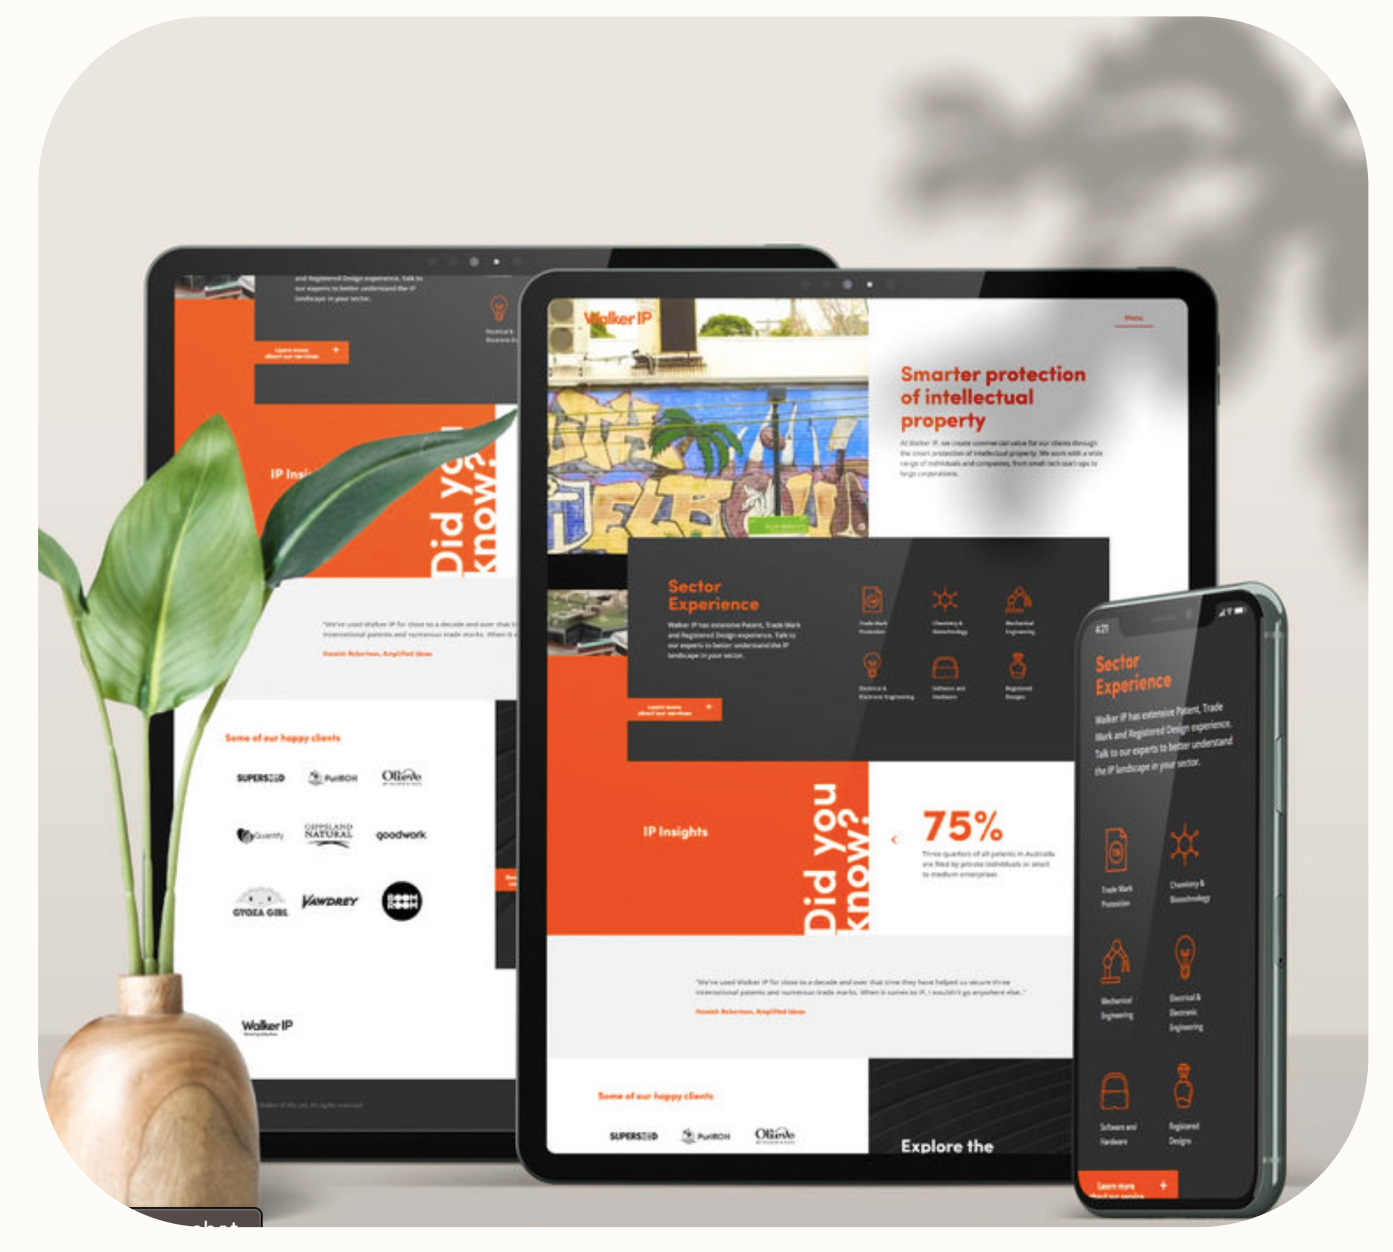 and Registered Design experience. Talk to
our experts to better understand the IP
landscape in your sector.
Electrical &
Learn more
about our services +
IP Insi
Did you
know?
"We've used Walker IP for close to a decade and over that ti
international patents and numerous trade marks. When it c
Hamish Robertson, Amplified Ideas
Some of our happy clients
SUPERSEED
PuriRON
Ollieve
Quantify
GIPPSLAND
NATURAL
goodwork.
GYOZA GIRL
VAWDREY
Walker IP
Walker IP
Menu
Smarter protection
of intellectual
property
At Walker IP, we create commercial value for our clients through
the smart protection of intellectual property. We work with a wide
range of individuals and companies, from small tech start-ups to
large corporations.
ELBOU
Sector
Experience
Walker IP has extensive Patent, Trade Mark
and Registered Design experience. Talk to
our experts to better understand the IP
landscape in your sector.
Trade Mark
Protection
Chemistry &
Biotechnology
Mechanical
Engineering
Electrical &
Electronic Engineering
Software and
Hardware
Registered
Designs
Learn more
about our services +
IP Insights
Did you
know?
75%
Three quarters of all patents in Australia
are filed by private individuals or small
to medium enterprises
"We've used Walker IP for close to a decade and over that time they have helped us secure three
international patents and numerous trade marks. When it comes to IP, I wouldn't go anywhere else."
Hamish Robertson, Amplified Ideas
Some of our happy clients
SUPERSEED
PuriRON
Ollieve
Explore the
4:21
Sector
Experience
Walker IP has extensive Patent, Trade
Mark and Registered Design experience.
Talk to our experts to better understand
the IP landscape in your sector.
TM
Trade Mark
Protection
Chemistry &
Biotechnology
Mechanical
Engineering
Electrical &
Electronic
Engineering
Software and
Hardware
Registered
Designs
Learn more
about our service +